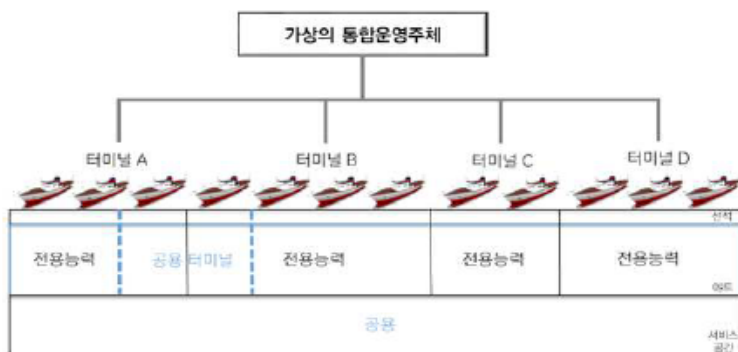 가상의 통합운영주체
터미널 A
터미널 B
터미널 C
터미널 D
선석
전용능력
공용 터미널
전용능력
전용능력
전용능력
야드
공용
서비스
공간